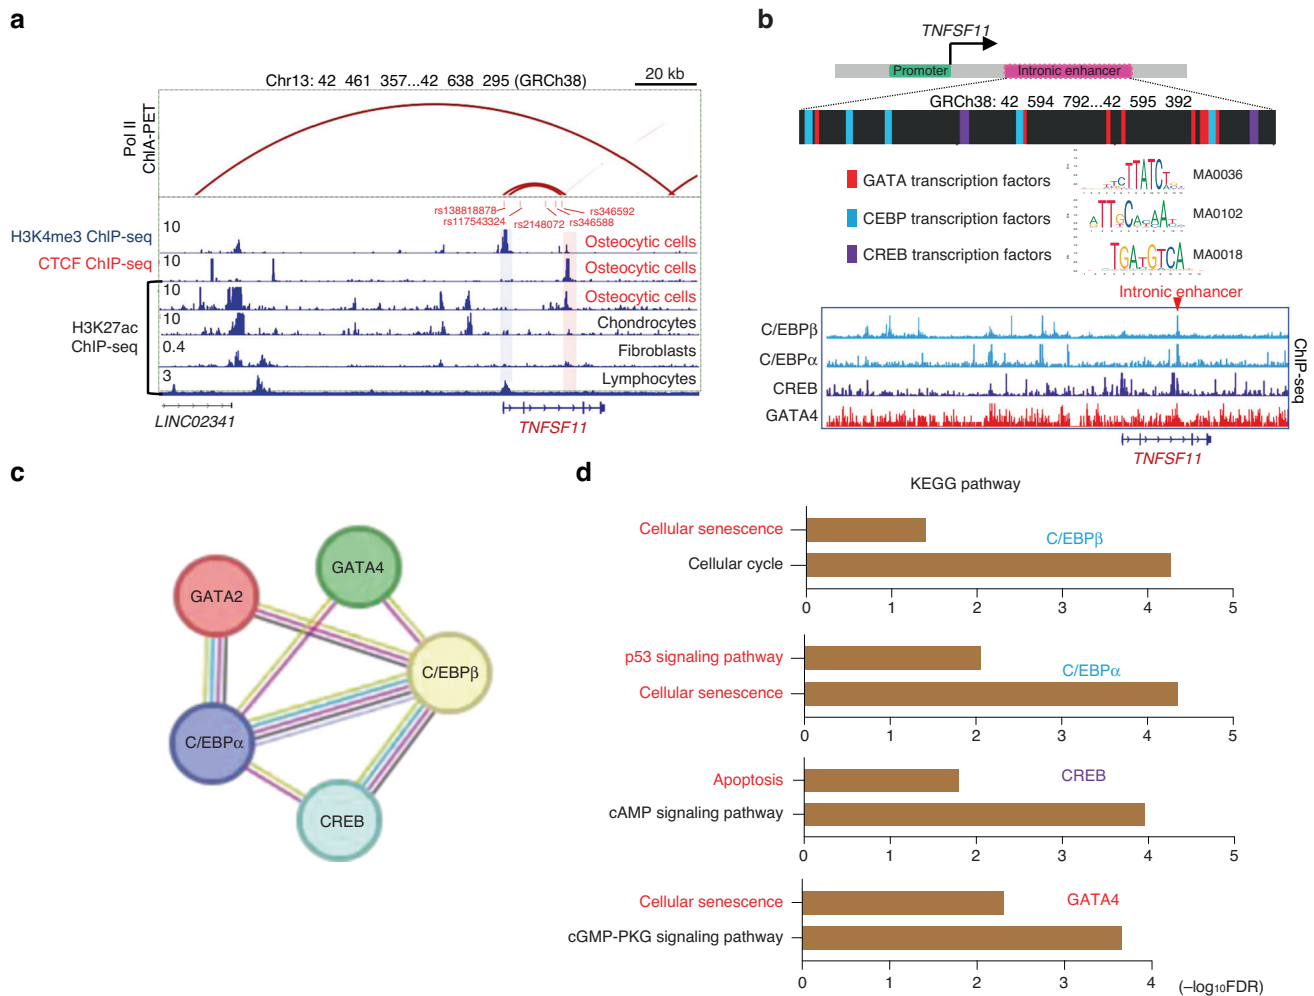 a
Chr13: 42 461 357...42 638 295 (GRCh38)
20 kb
Pol II
ChIA-PET
rs138818878
rs117543324
rs2148072
rs346588
rs346592
H3K4me3 ChIP-seq
10
Osteocytic cells
CTCF ChIP-seq
10
Osteocytic cells
10
Osteocytic cells
H3K27ac
ChIP-seq
10
Chondrocytes
0.4
Fibroblasts
3
Lymphocytes
LINC02341
TNFSF11
b
TNFSF11
Promoter
Intronic enhancer
GRCh38: 42 594 792...42 595 392
GATA transcription factors
TTATCT
MA0036
CEBP transcription factors
ATTGCAAAT
MA0102
CREB transcription factors
TGATGTCA
MA0018
Intronic enhancer
C/EBPβ
C/EBPα
CREB
GATA4
ChIP-seq
TNFSF11
c
GATA4
GATA2
C/EBPβ
C/EBPα
CREB
d
KEGG pathway
Cellular senescence
C/EBPβ
Cellular cycle
0 1 2 3 4 5
p53 signaling pathway
C/EBPα
Cellular senescence
0 1 2 3 4 5
Apoptosis
CREB
cAMP signaling pathway
0 1 2 3 4 5
Cellular senescence
GATA4
cGMP-PKG signaling pathway
0 1 2 3 4
(–log₁₀FDR)